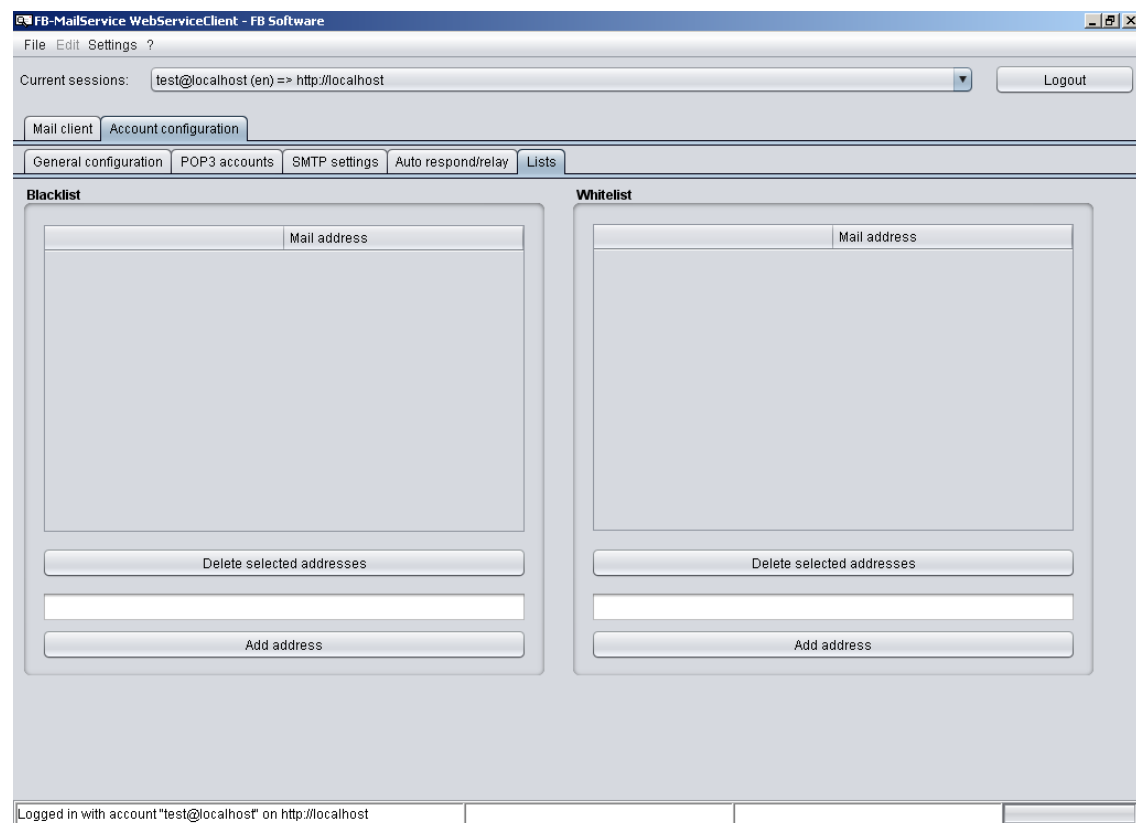 FB-MailService WebServiceClient - FB Software
File Edit Settings ?
Current sessions: test@localhost (en) => http://localhost Logout
Mail client Account configuration
General configuration POP3 accounts SMTP settings Auto respond/relay Lists
Blacklist Whitelist
Mail address Mail address
Delete selected addresses Delete selected addresses
Add address Add address
Logged in with account "test@localhost" on http://localhost